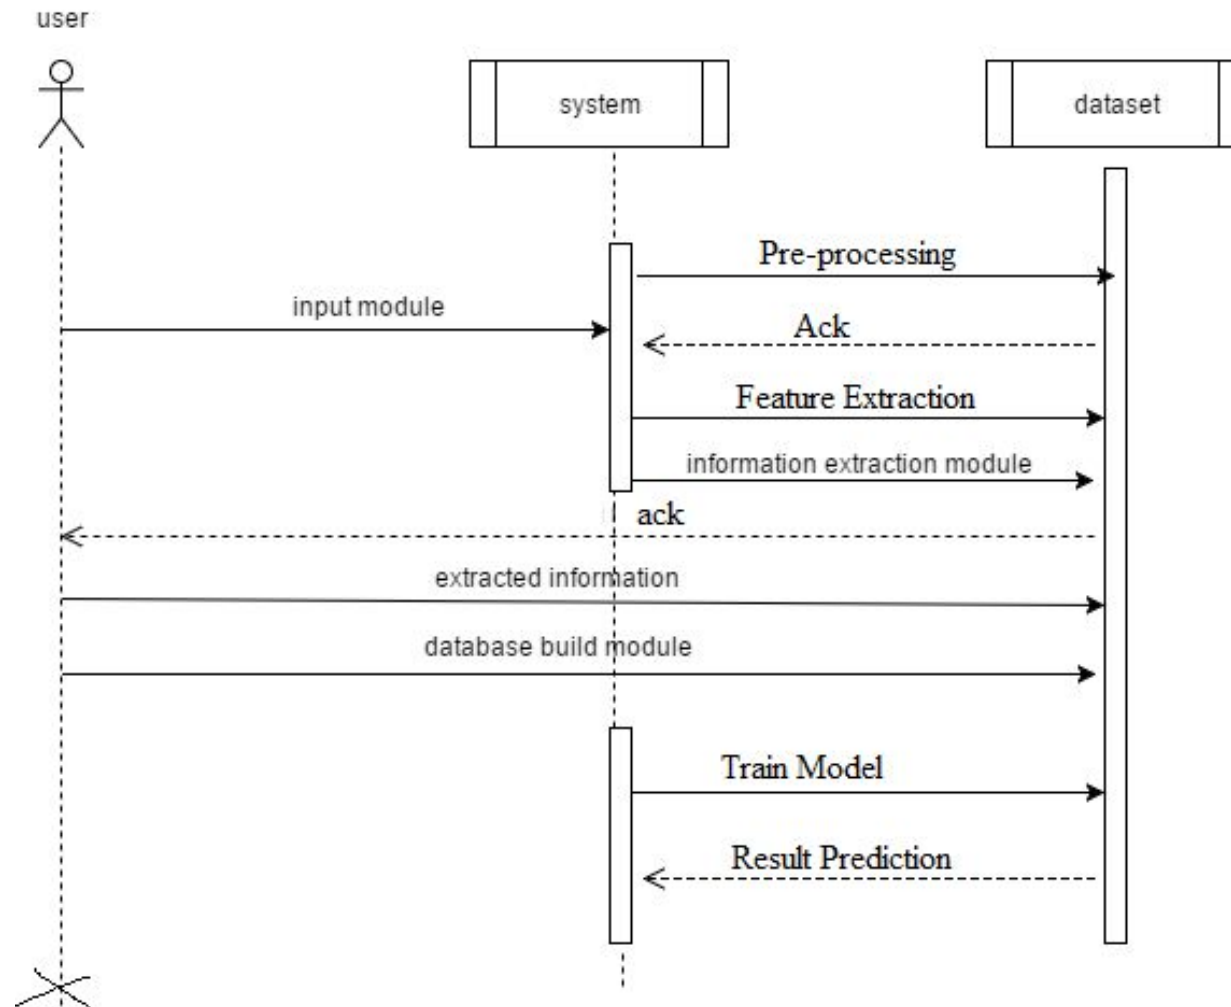 user
system
dataset
Pre-processing
input module
Ack
Feature Extraction
information extraction module
ack
extracted information
database build module
Train Model
Result Prediction